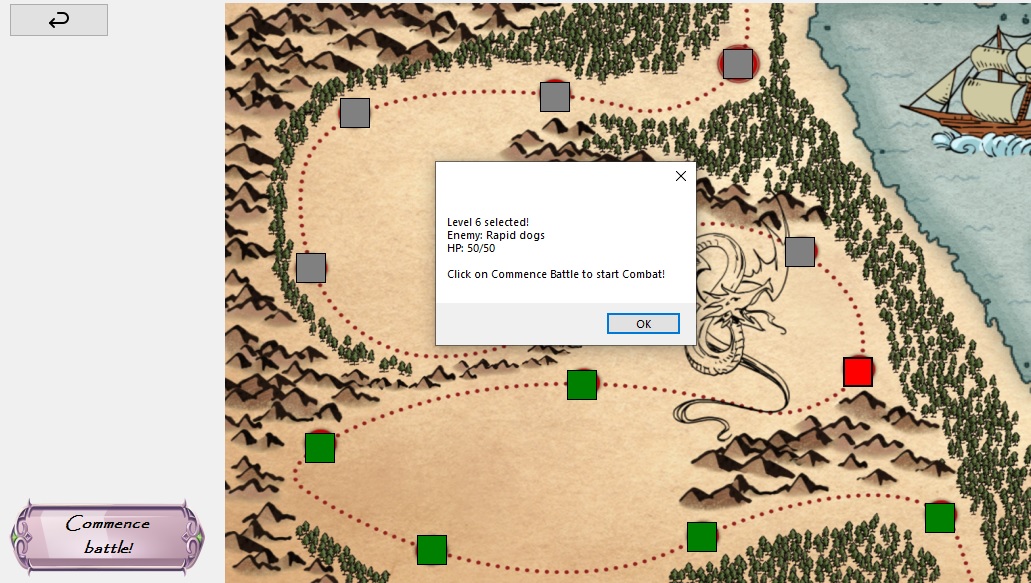 Level 6 selected!
Enemy: Rapid dogs
HP: 50/50
Click on Commence Battle to start Combat!
OK
Commence
battle!